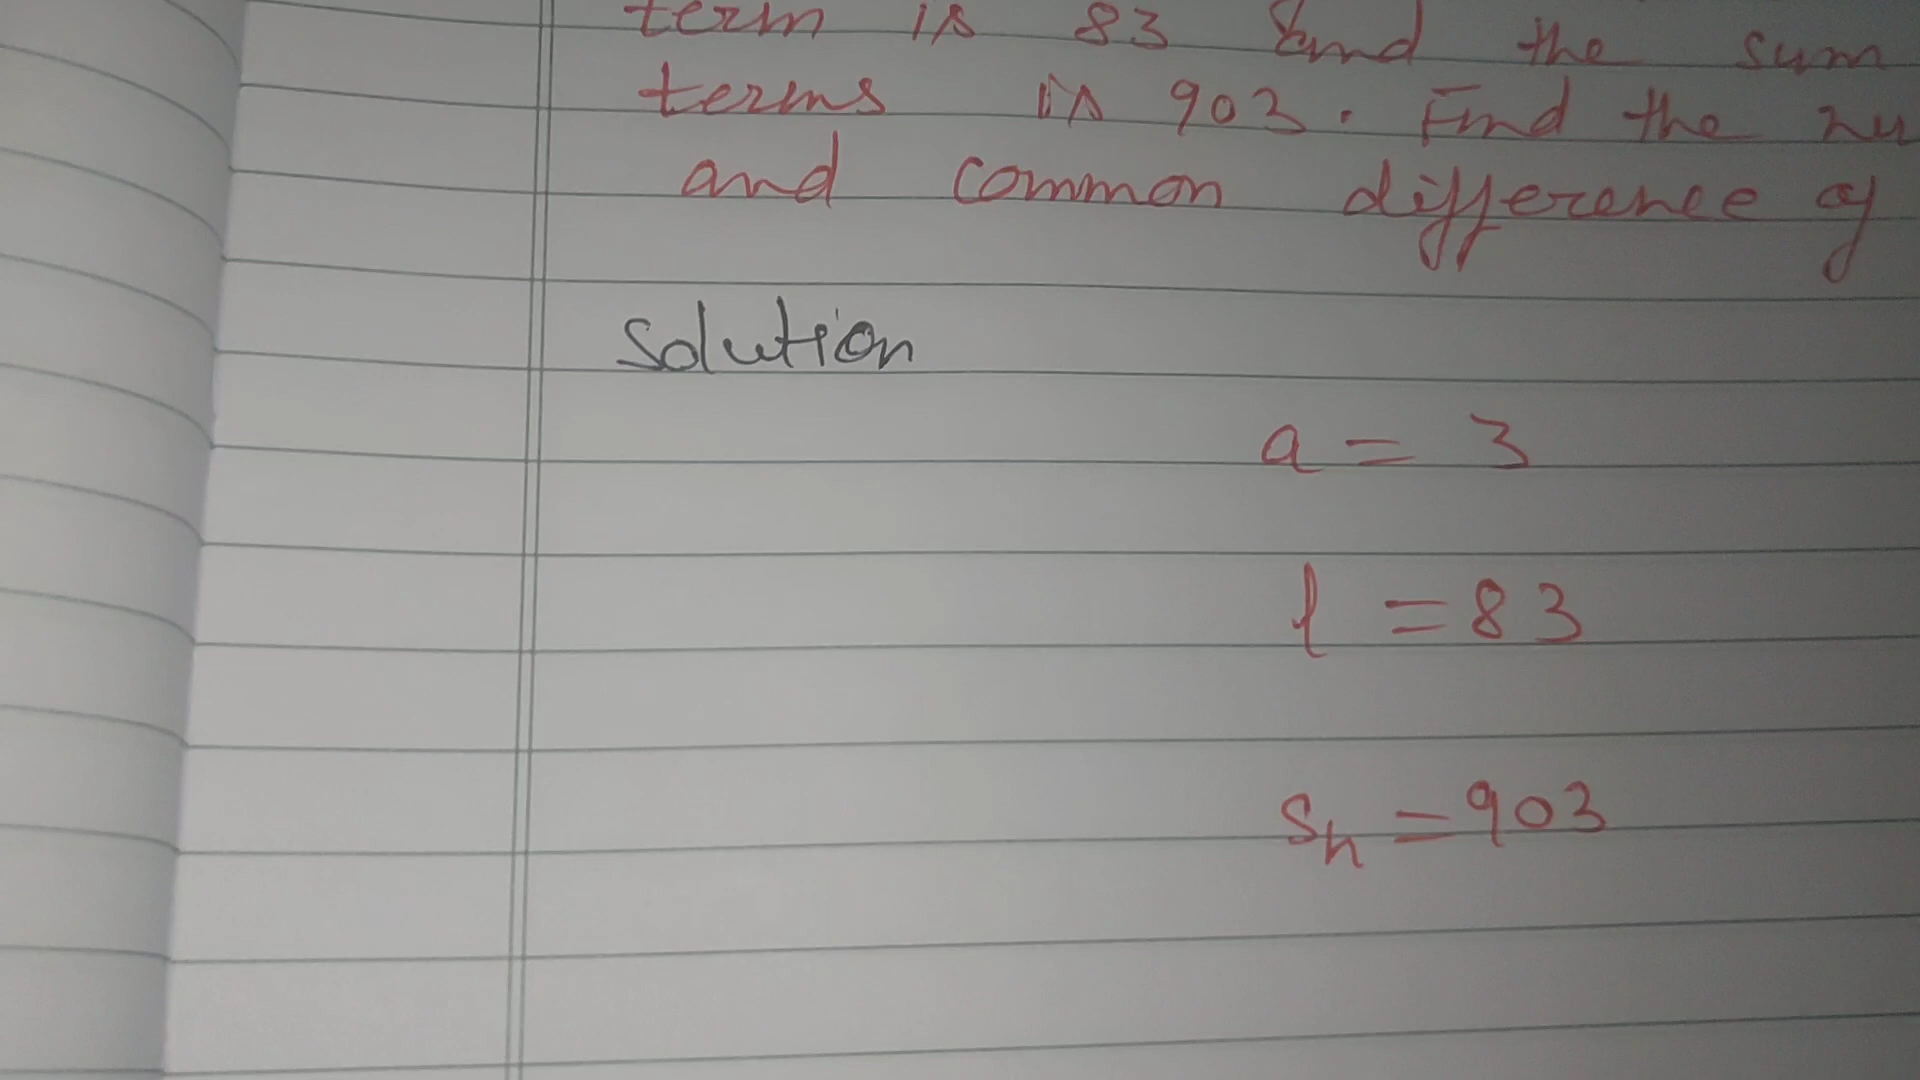 term is 83 and the sum
terms is 903. Find the nu
and common difference of
Solution
a = 3
l = 83
Sn = 903